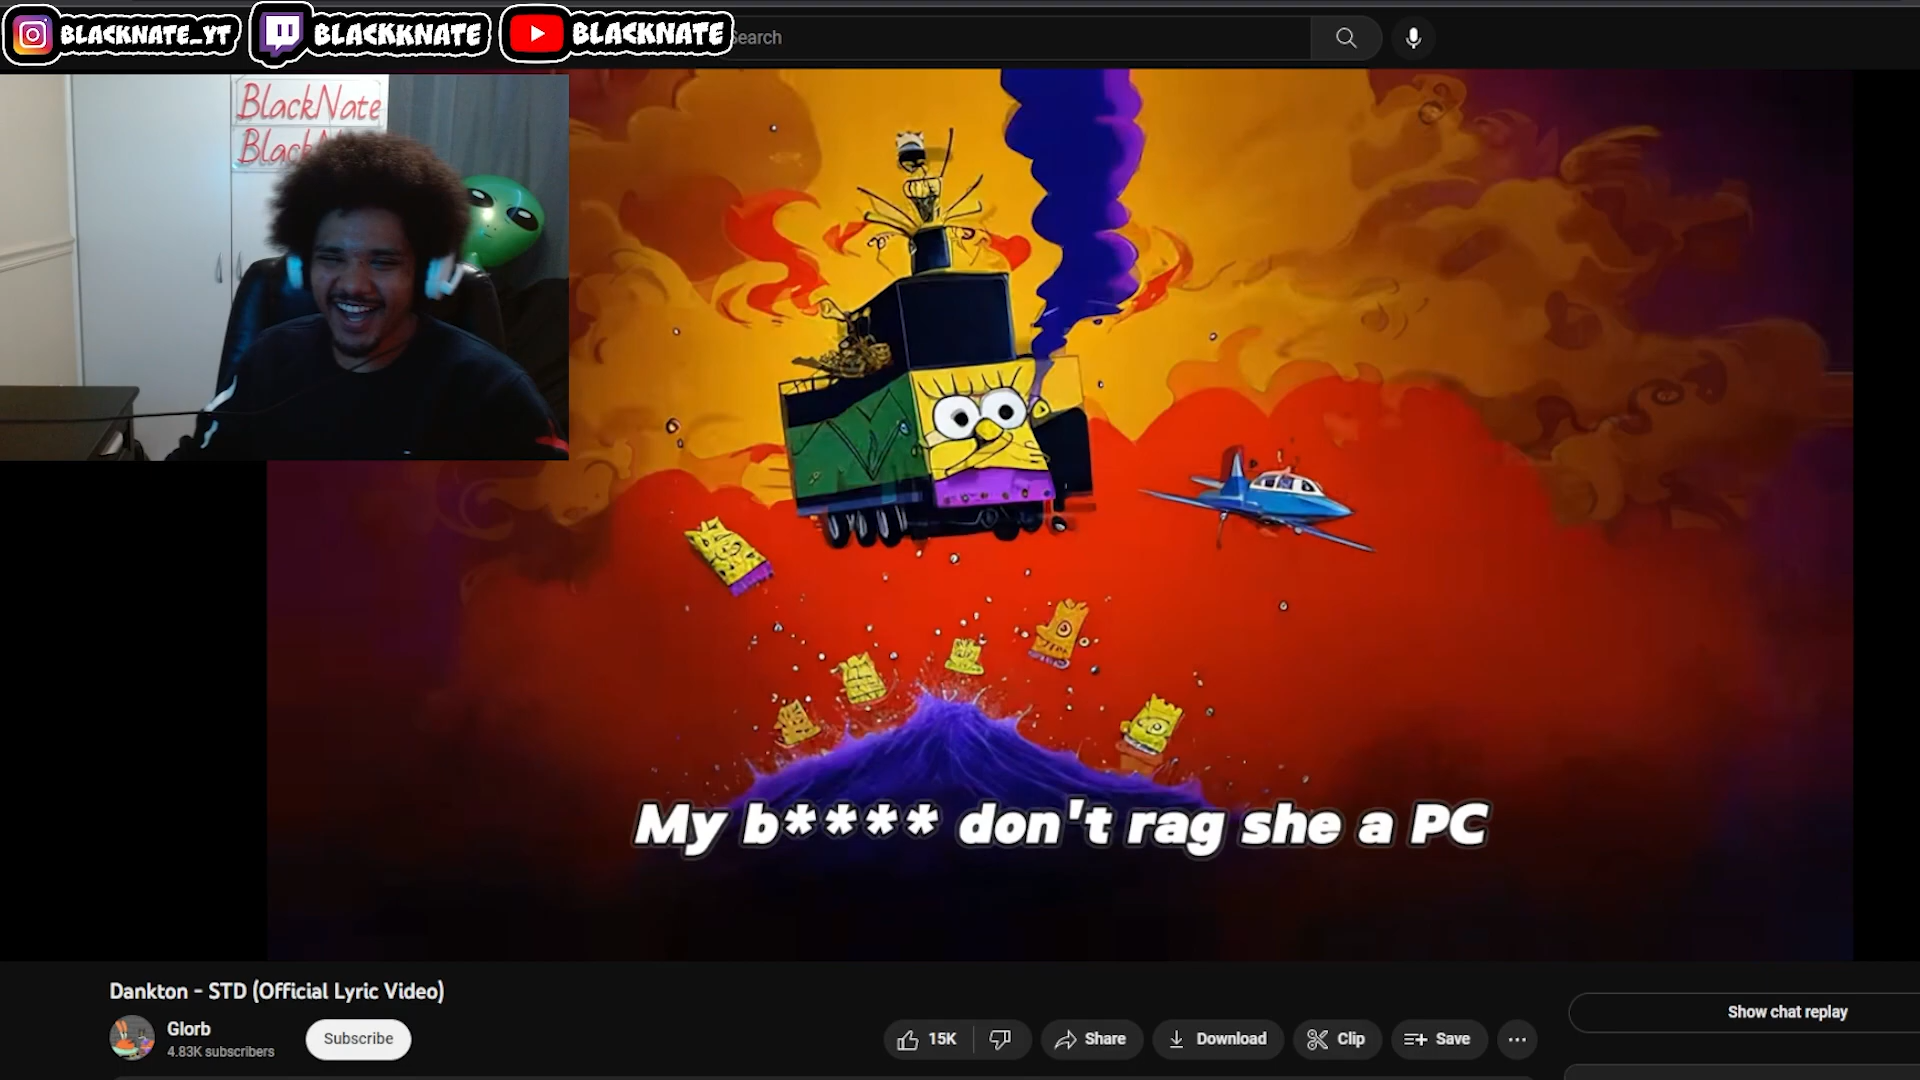 BLACKNATE_YT
BLACKKNATE
BLACKNATE
Search
BlackNate
My b**** don't rag she a PC
Dankton - STD (Official Lyric Video)
Glorb
4.83K subscribers
Subscribe
15K
Share
Download
Clip
Save
Show chat replay